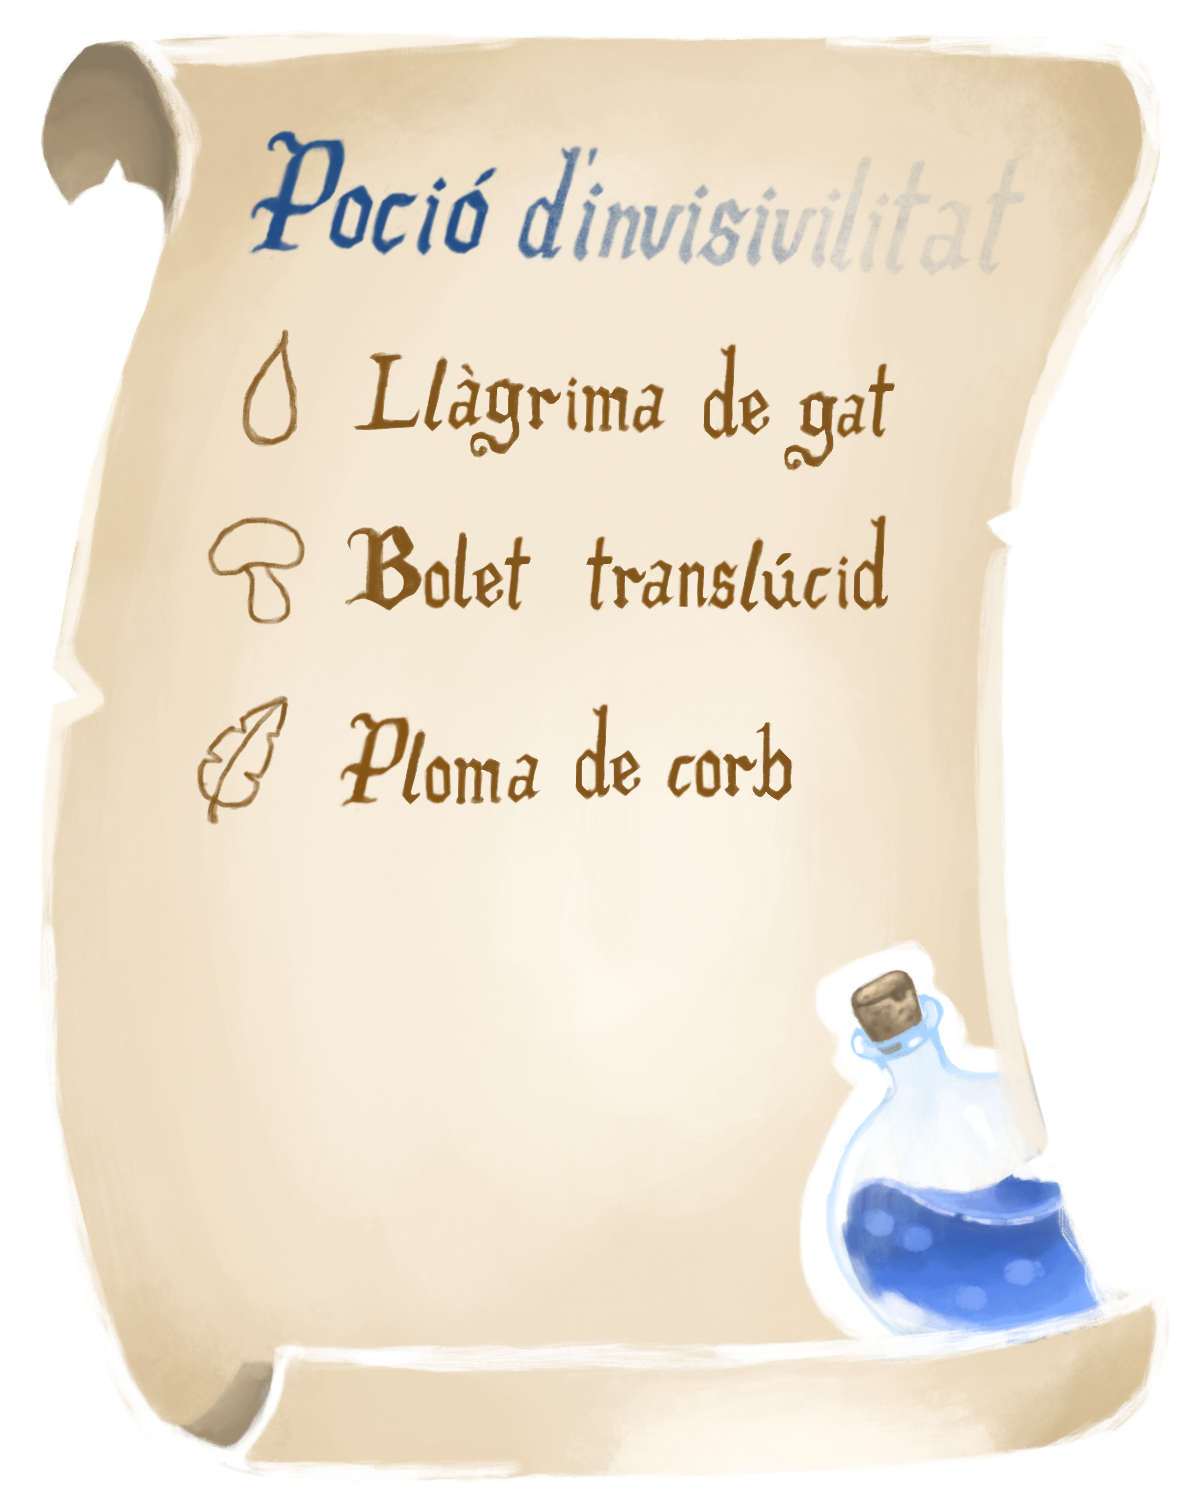 Poció d'invisivilitat
Llàgrima de gat
Bolet translúcid
Ploma de corb